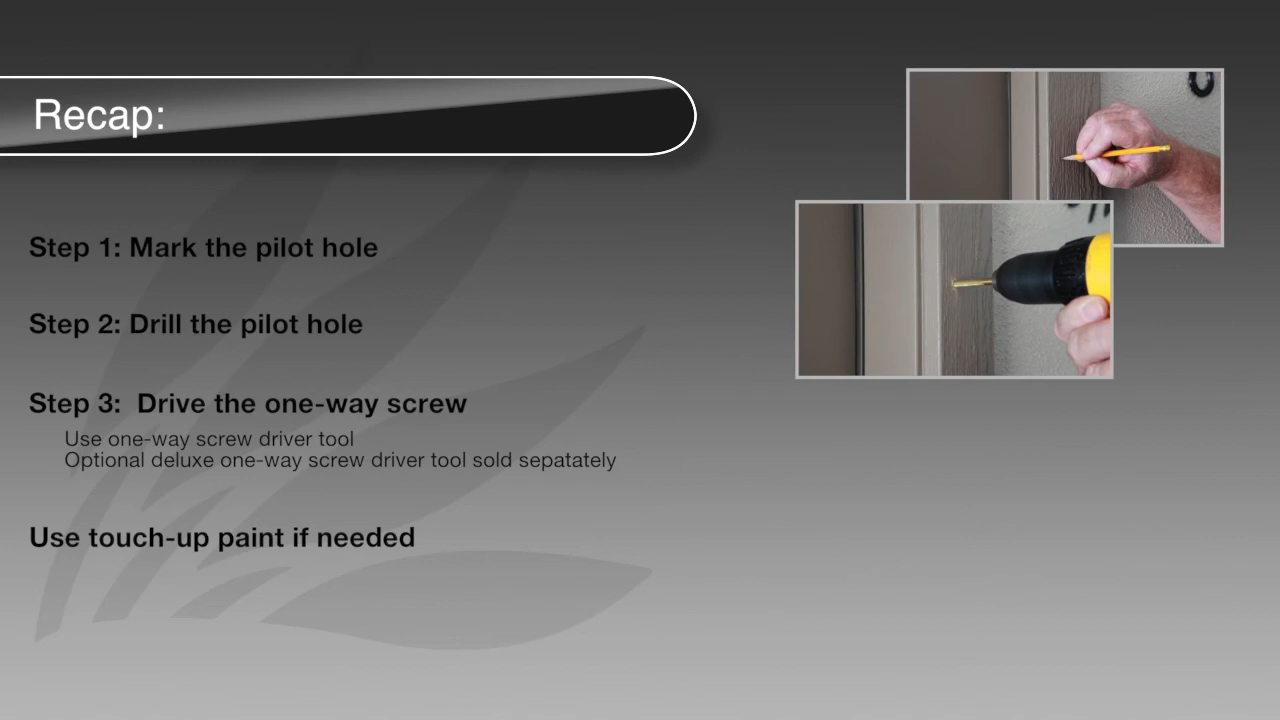 Recap:
Step 1: Mark the pilot hole
Step 2: Drill the pilot hole
Step 3:  Drive the one-way screw
Use one-way screw driver tool
Optional deluxe one-way screw driver tool sold sepatately
Use touch-up paint if needed